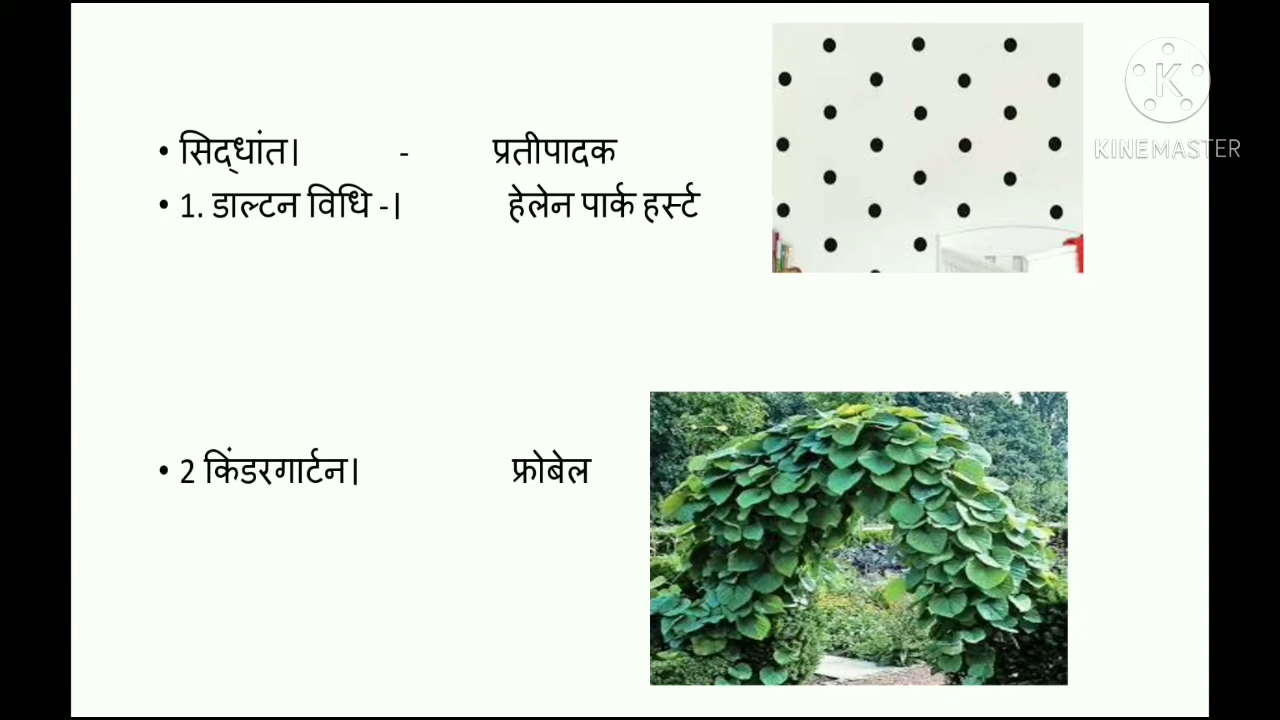 • सिद्धांत। - प्रतीपादक
• 1. डाल्टन विधि -। हेलेन पार्क हर्स्ट
• 2 किंडरगार्टन। फ्रोबेल
K
KINEMASTER